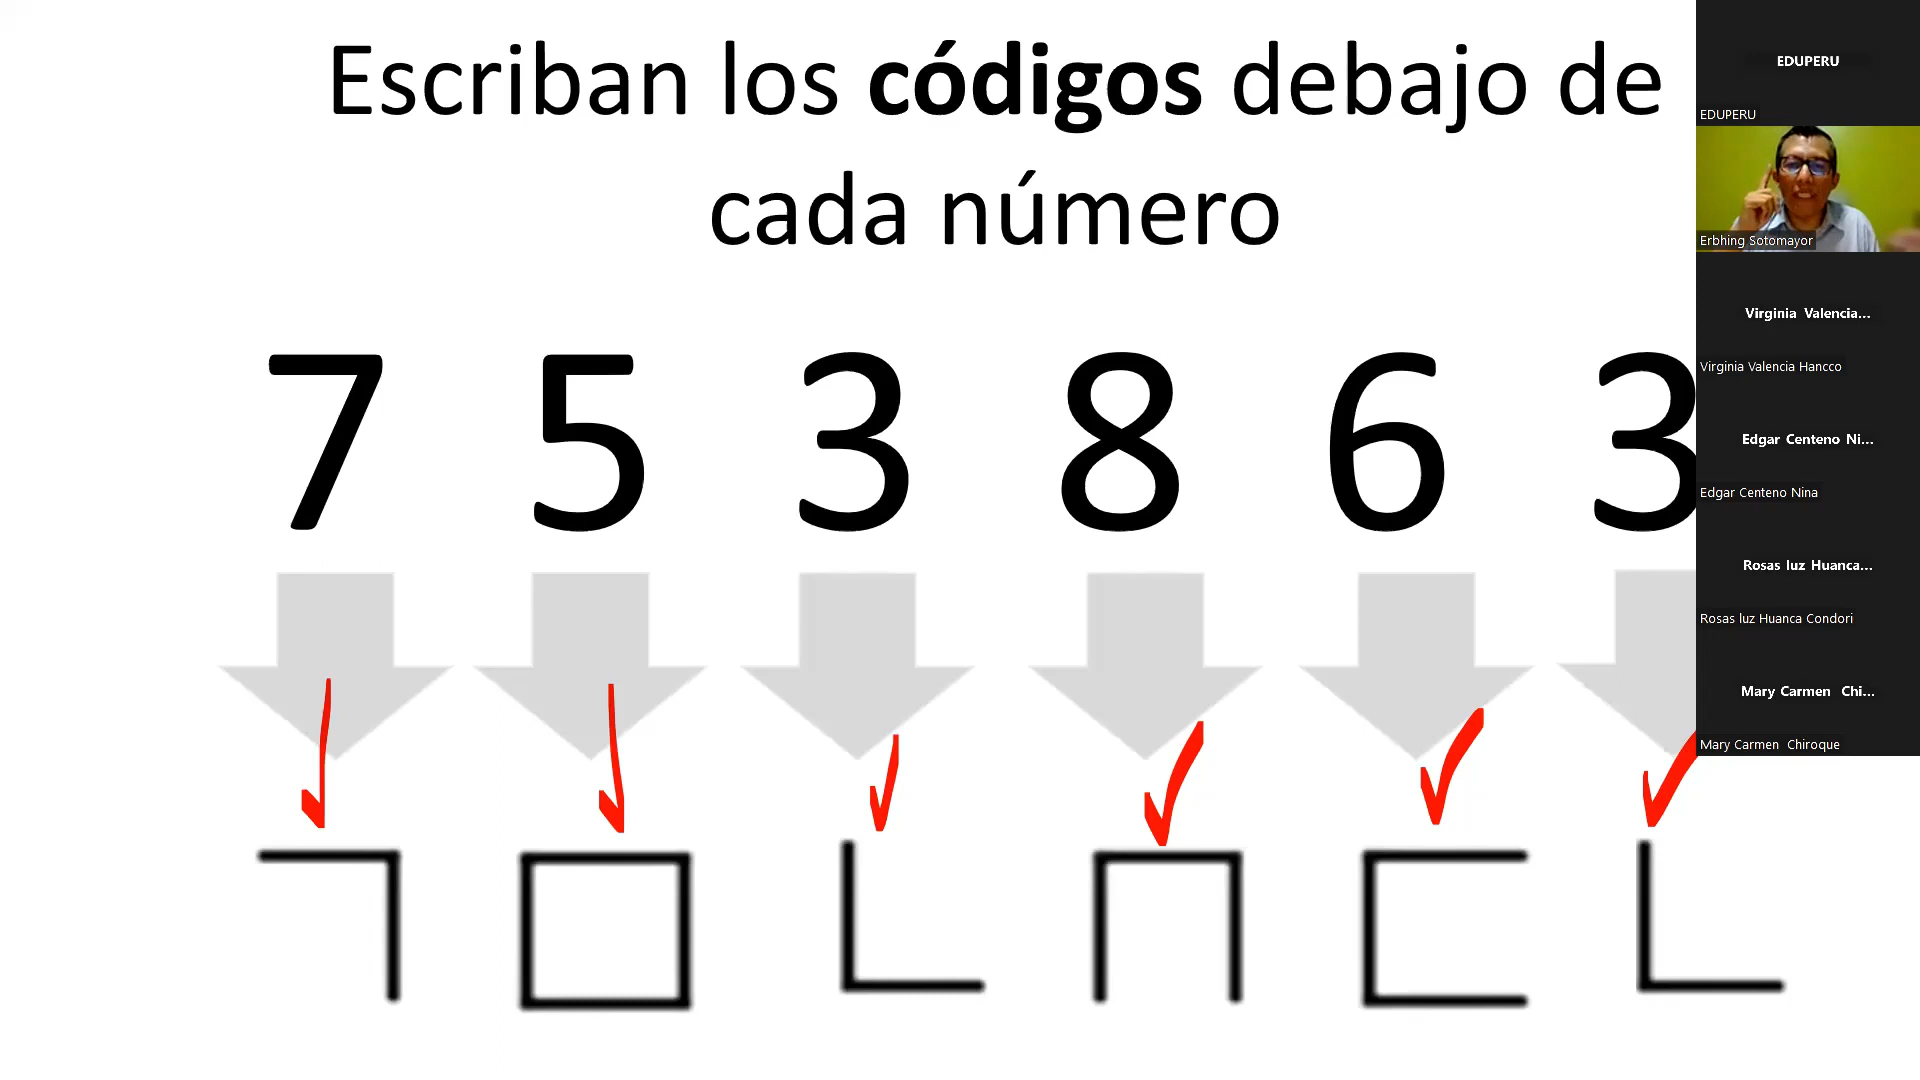 Escriban los códigos debajo de
cada número
7 5 3 8 6 3
EDUPERU
EDUPERU
Erbhing Sotomayor
Virginia Valencia...
Virginia Valencia Hancco
Edgar Centeno Ni...
Edgar Centeno Nina
Rosas luz Huanca...
Rosas luz Huanca Condori
Mary Carmen Chi...
Mary Carmen Chiroque